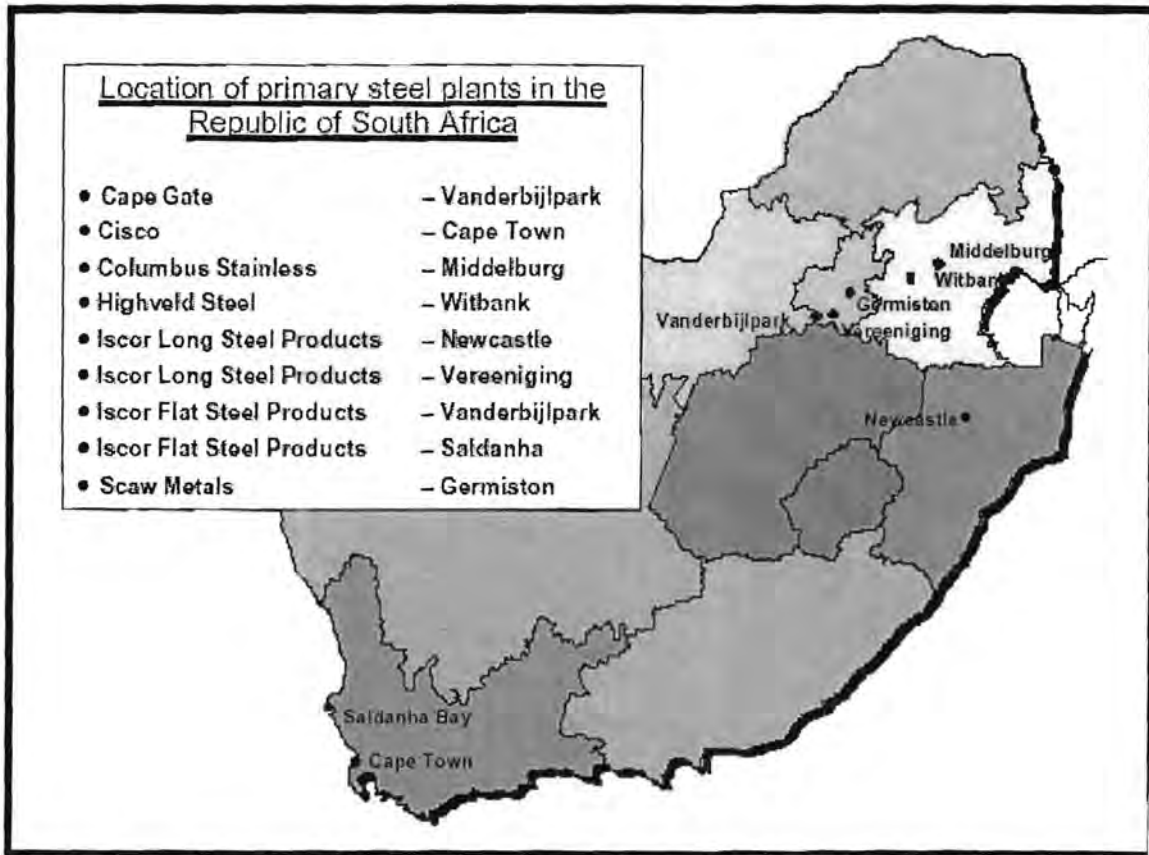 Location of primary steel plants in the
Republic of South Africa
• Cape Gate – Vanderbijlpark
• Cisco – Cape Town
• Columbus Stainless – Middelburg
• Highveld Steel – Witbank
• Iscor Long Steel Products – Newcastle
• Iscor Long Steel Products – Vereeniging
• Iscor Flat Steel Products – Vanderbijlpark
• Iscor Flat Steel Products – Saldanha
• Scaw Metals – Germiston
Middelburg
Witbank
Germiston
Vanderbijlpark
Vereeniging
Newcastle
Saldanha Bay
Cape Town